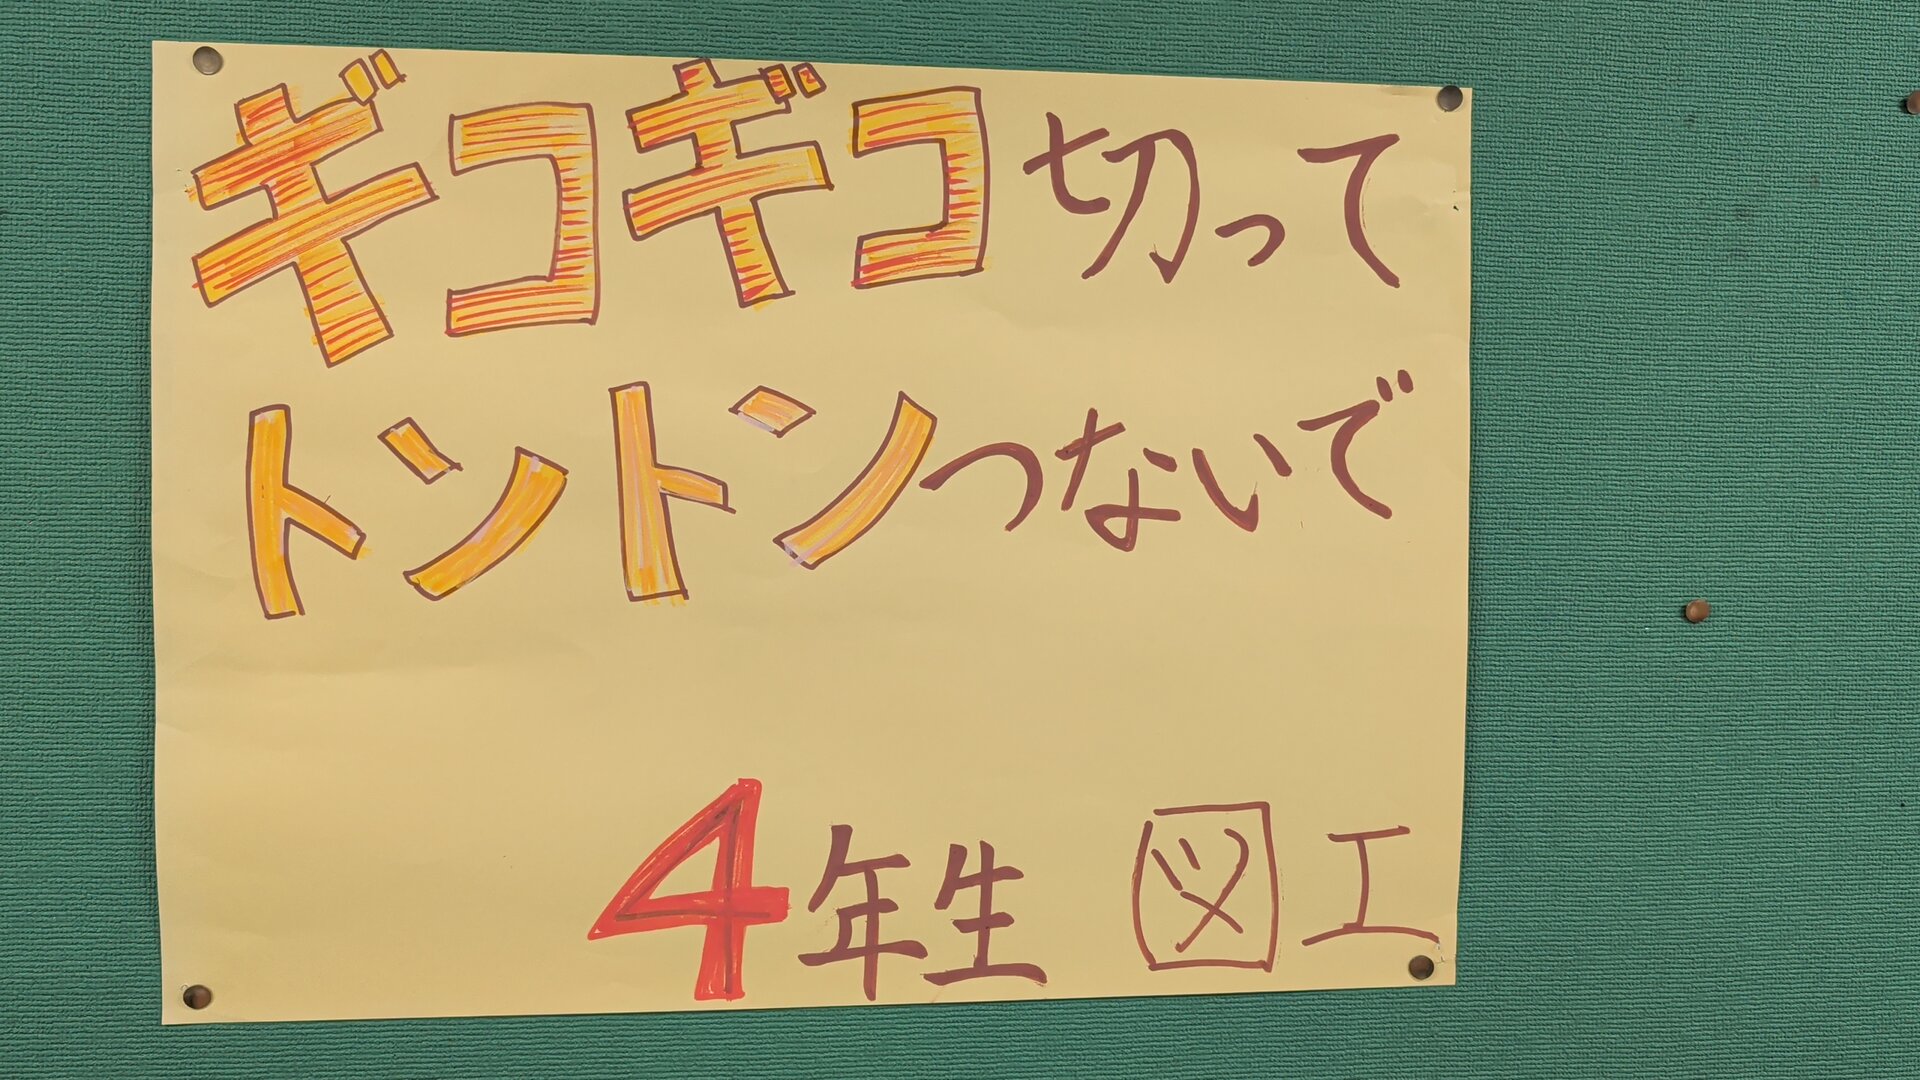 ギコギコ切って
トントンつないで
4年生 図工